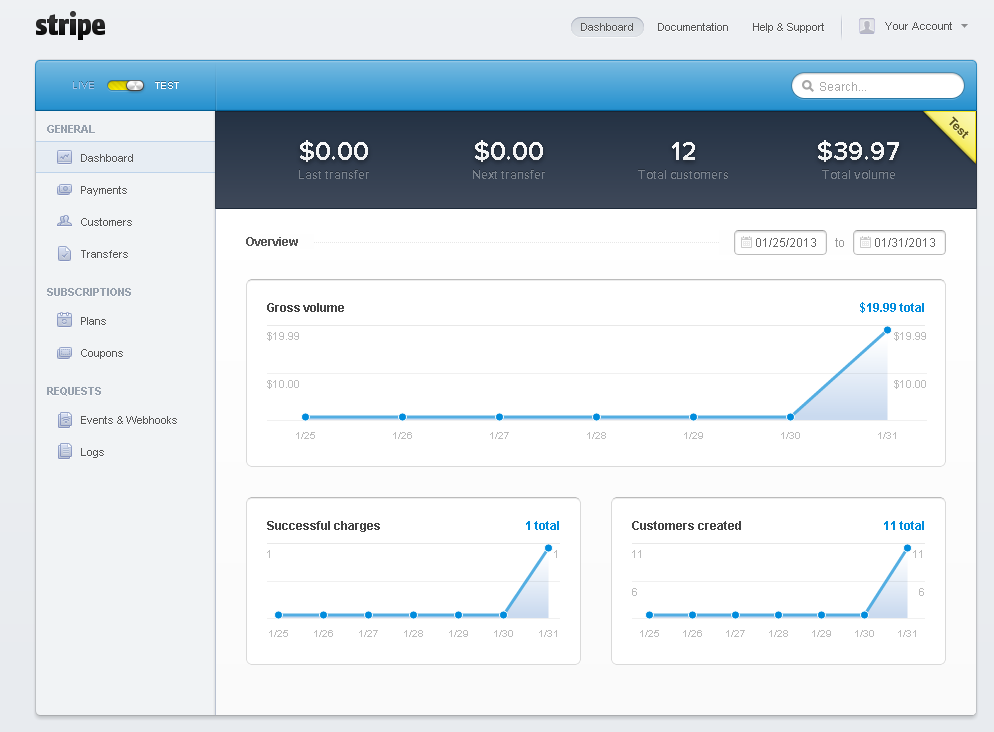 stripe
Dashboard Documentation Help & Support Your Account
LIVE TEST Search...
GENERAL
Dashboard
Payments
Customers
Transfers
SUBSCRIPTIONS
Plans
Coupons
REQUESTS
Events & Webhooks
Logs
Test
$0.00 $0.00 12 $39.97
Last transfer Next transfer Total customers Total volume
Overview 01/25/2013 to 01/31/2013
Gross volume $19.99 total
$19.99 $19.99
$10.00 $10.00
1/25 1/26 1/27 1/28 1/29 1/30 1/31
Successful charges 1 total
1 1
1/25 1/26 1/27 1/28 1/29 1/30 1/31
Customers created 11 total
11 11
6 6
1/25 1/26 1/27 1/28 1/29 1/30 1/31